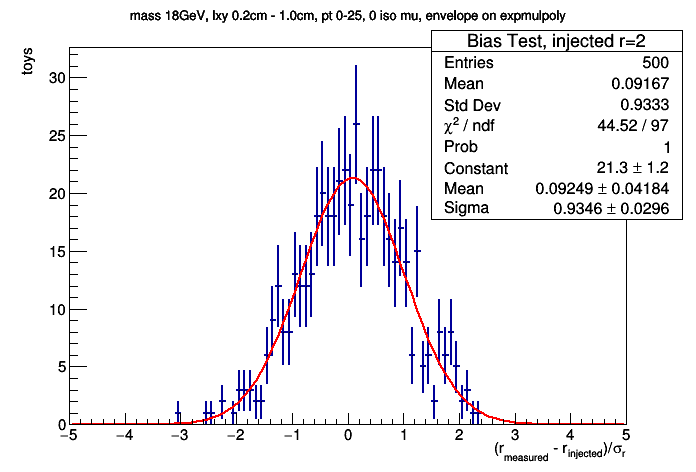 mass 18GeV, lxy 0.2cm - 1.0cm, pt 0-25, 0 iso mu, envelope on expmulpoly
toys
Bias Test, injected r=2
Entries 500
Mean 0.09167
Std Dev 0.9333
χ² / ndf 44.52 / 97
Prob 1
Constant 21.3 ± 1.2
Mean 0.09249 ± 0.04184
Sigma 0.9346 ± 0.0296
30
25
20
15
10
5
0
−5 −4 −3 −2 −1 0 1 2 3 4 5
(r_measured - r_injected)/σ_r